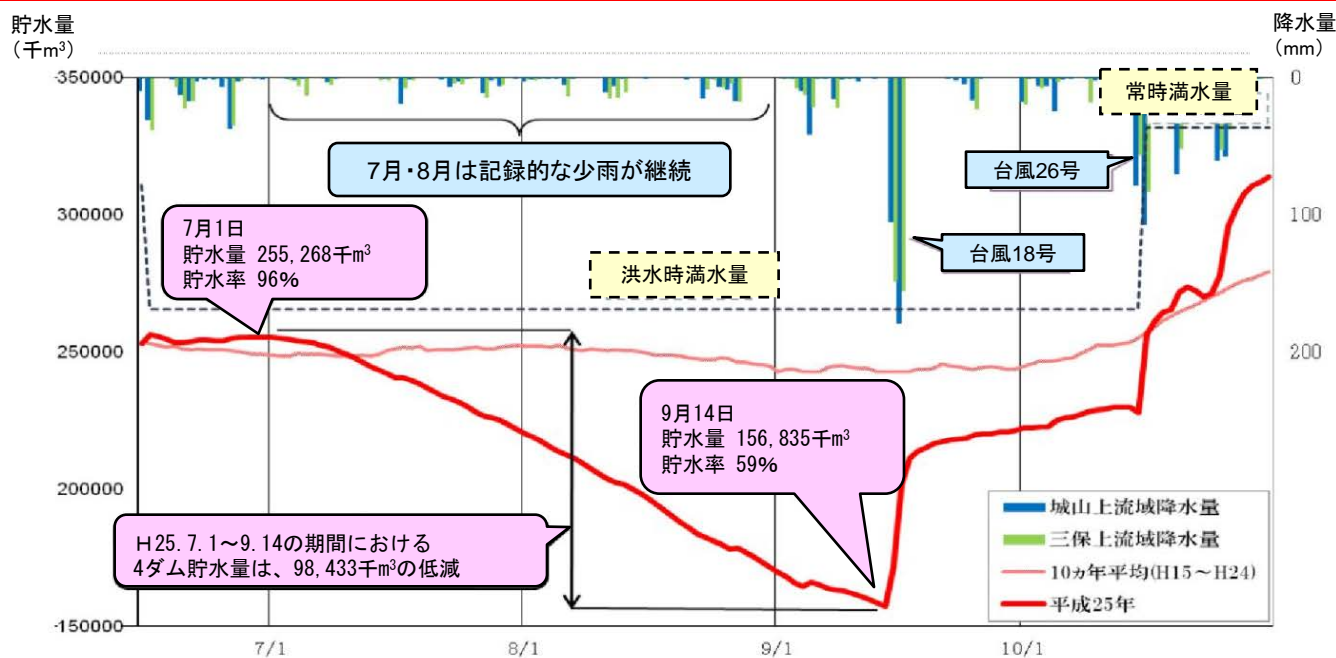 貯水量
（千m³）
降水量
（mm）
350000
0
常時満水量
7月・8月は記録的な少雨が継続
台風26号
300000
100
7月1日
貯水量 255,268千m³
貯水率 96%
台風18号
洪水時満水量
250000
200
9月14日
貯水量 156,835千m³
貯水率 59%
200000
城山上流域降水量
三保上流域降水量
10ヵ年平均(H15～H24)
平成25年
H25.7.1～9.14の期間における
4ダム貯水量は、98,433千m³の低減
150000
7/1
8/1
9/1
10/1